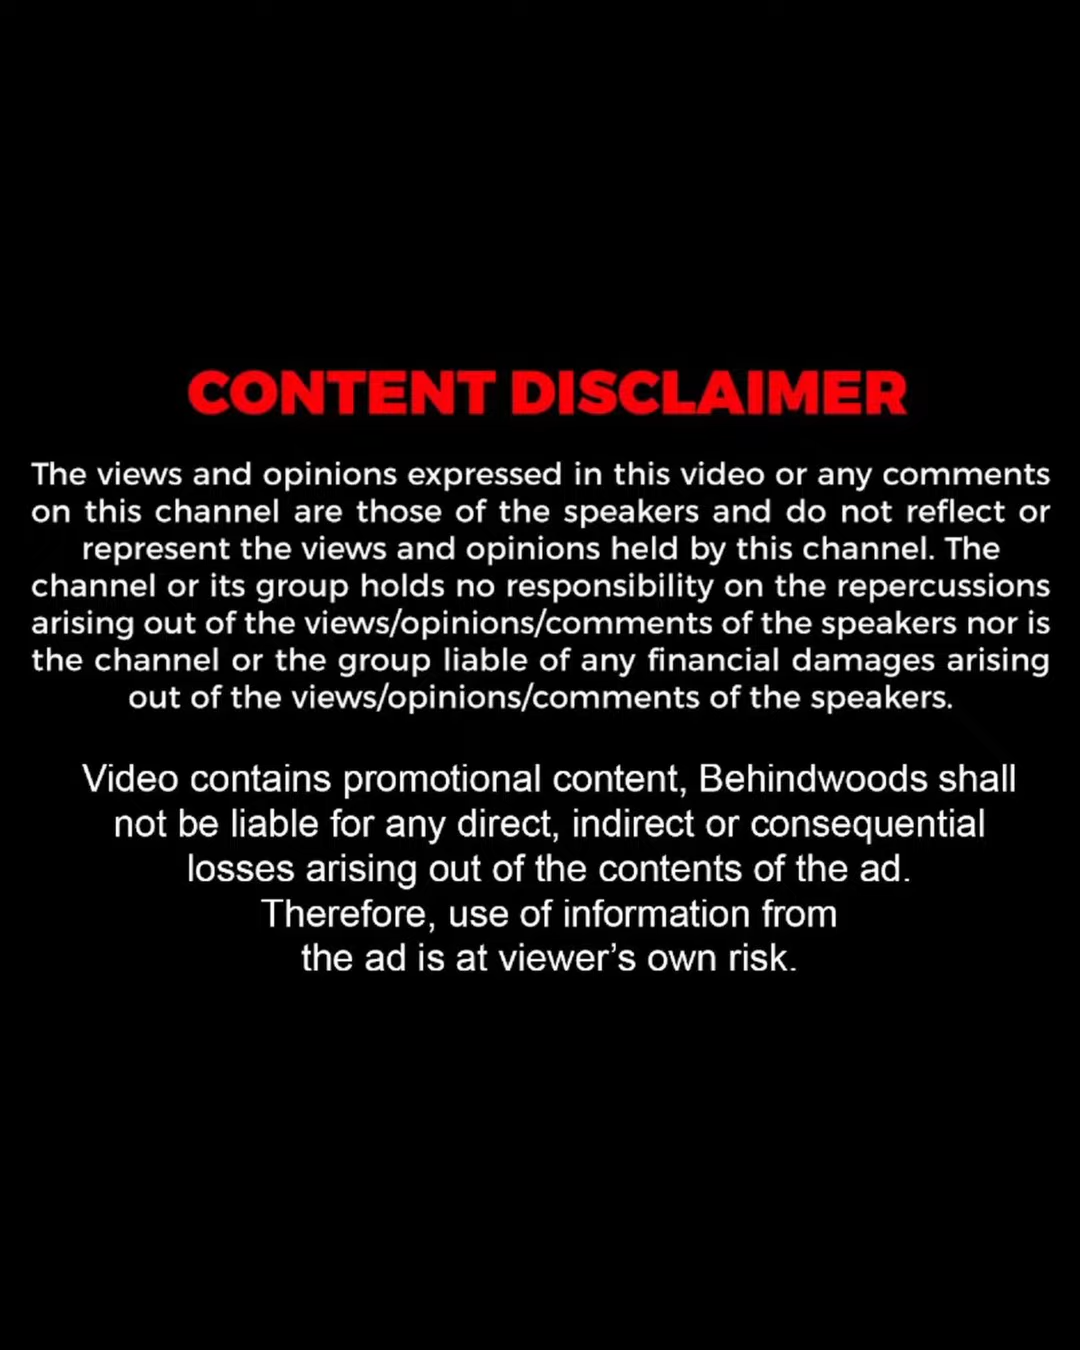 CONTENT DISCLAIMER
The views and opinions expressed in this video or any comments
on this channel are those of the speakers and do not reflect or
represent the views and opinions held by this channel. The
channel or its group holds no responsibility on the repercussions
arising out of the views/opinions/comments of the speakers nor is
the channel or the group liable of any financial damages arising
out of the views/opinions/comments of the speakers.
Video contains promotional content, Behindwoods shall
not be liable for any direct, indirect or consequential
losses arising out of the contents of the ad.
Therefore, use of information from
the ad is at viewer’s own risk.